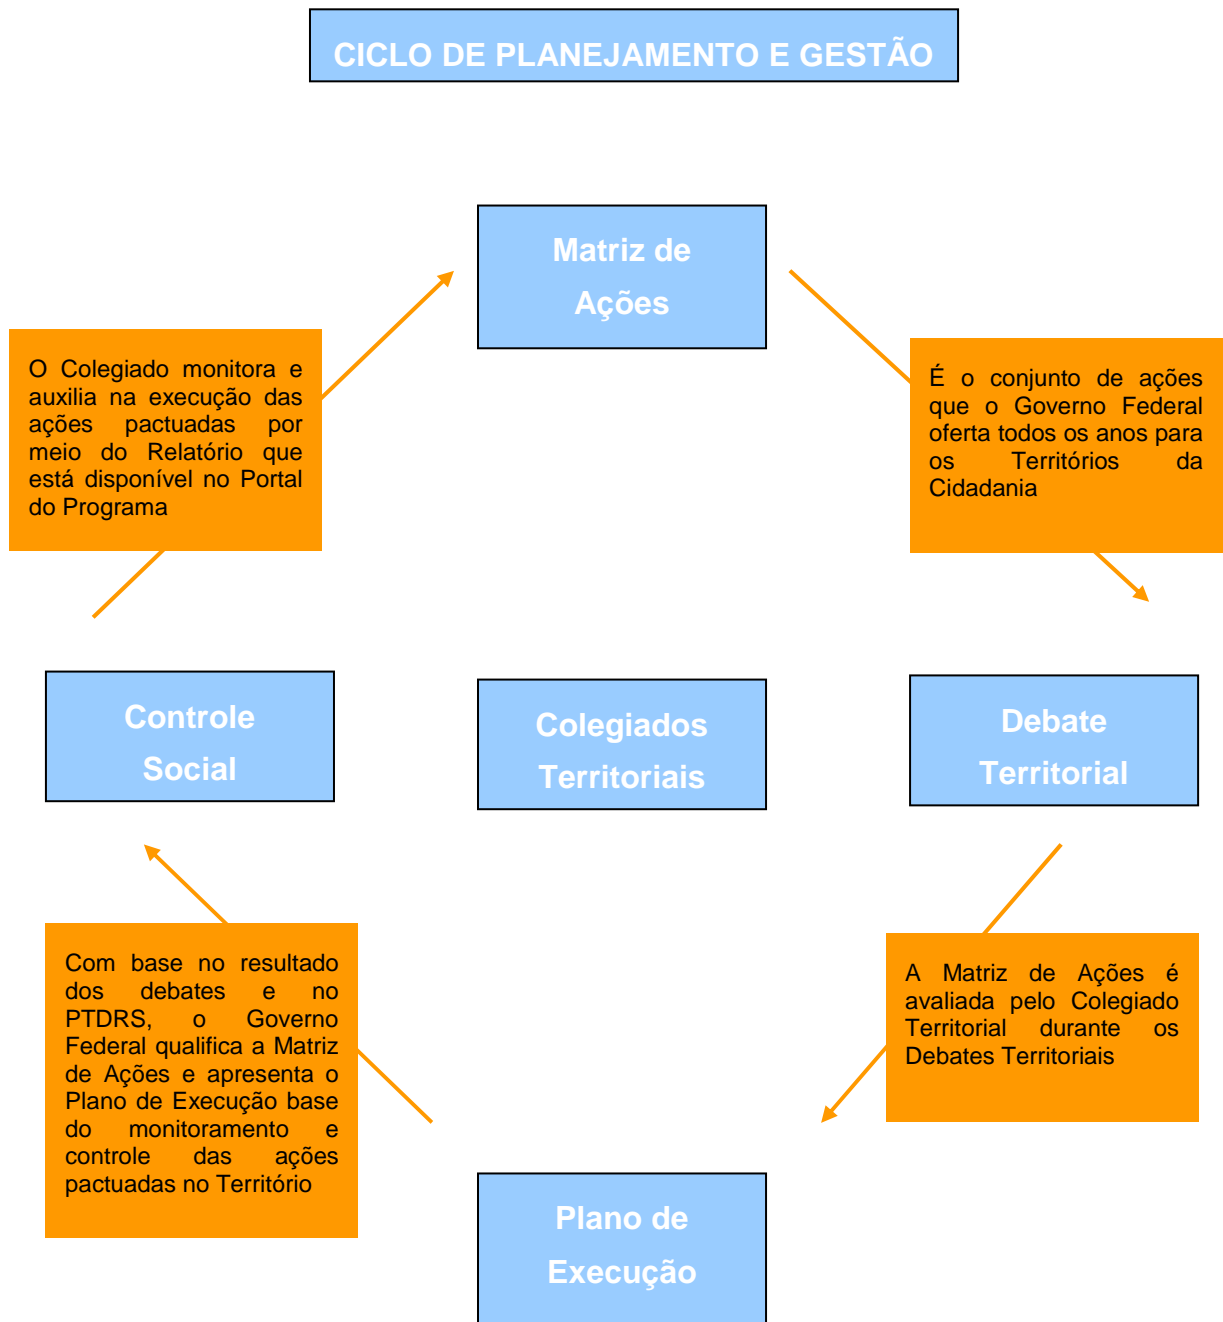 CICLO DE PLANEJAMENTO E GESTÃO
Matriz de
Ações
O Colegiado monitora e
auxilia na execução das
ações pactuadas por
meio do Relatório que
está disponível no Portal
do Programa
É o conjunto de ações
que o Governo Federal
oferta todos os anos para
os Territórios da
Cidadania
Controle
Social
Colegiados
Territoriais
Debate
Territorial
Com base no resultado
dos debates e no
PTDRS, o Governo
Federal qualifica a Matriz
de Ações e apresenta o
Plano de Execução base
do monitoramento e
controle das ações
pactuadas no Território
A Matriz de Ações é
avaliada pelo Colegiado
Territorial durante os
Debates Territoriais
Plano de
Execução